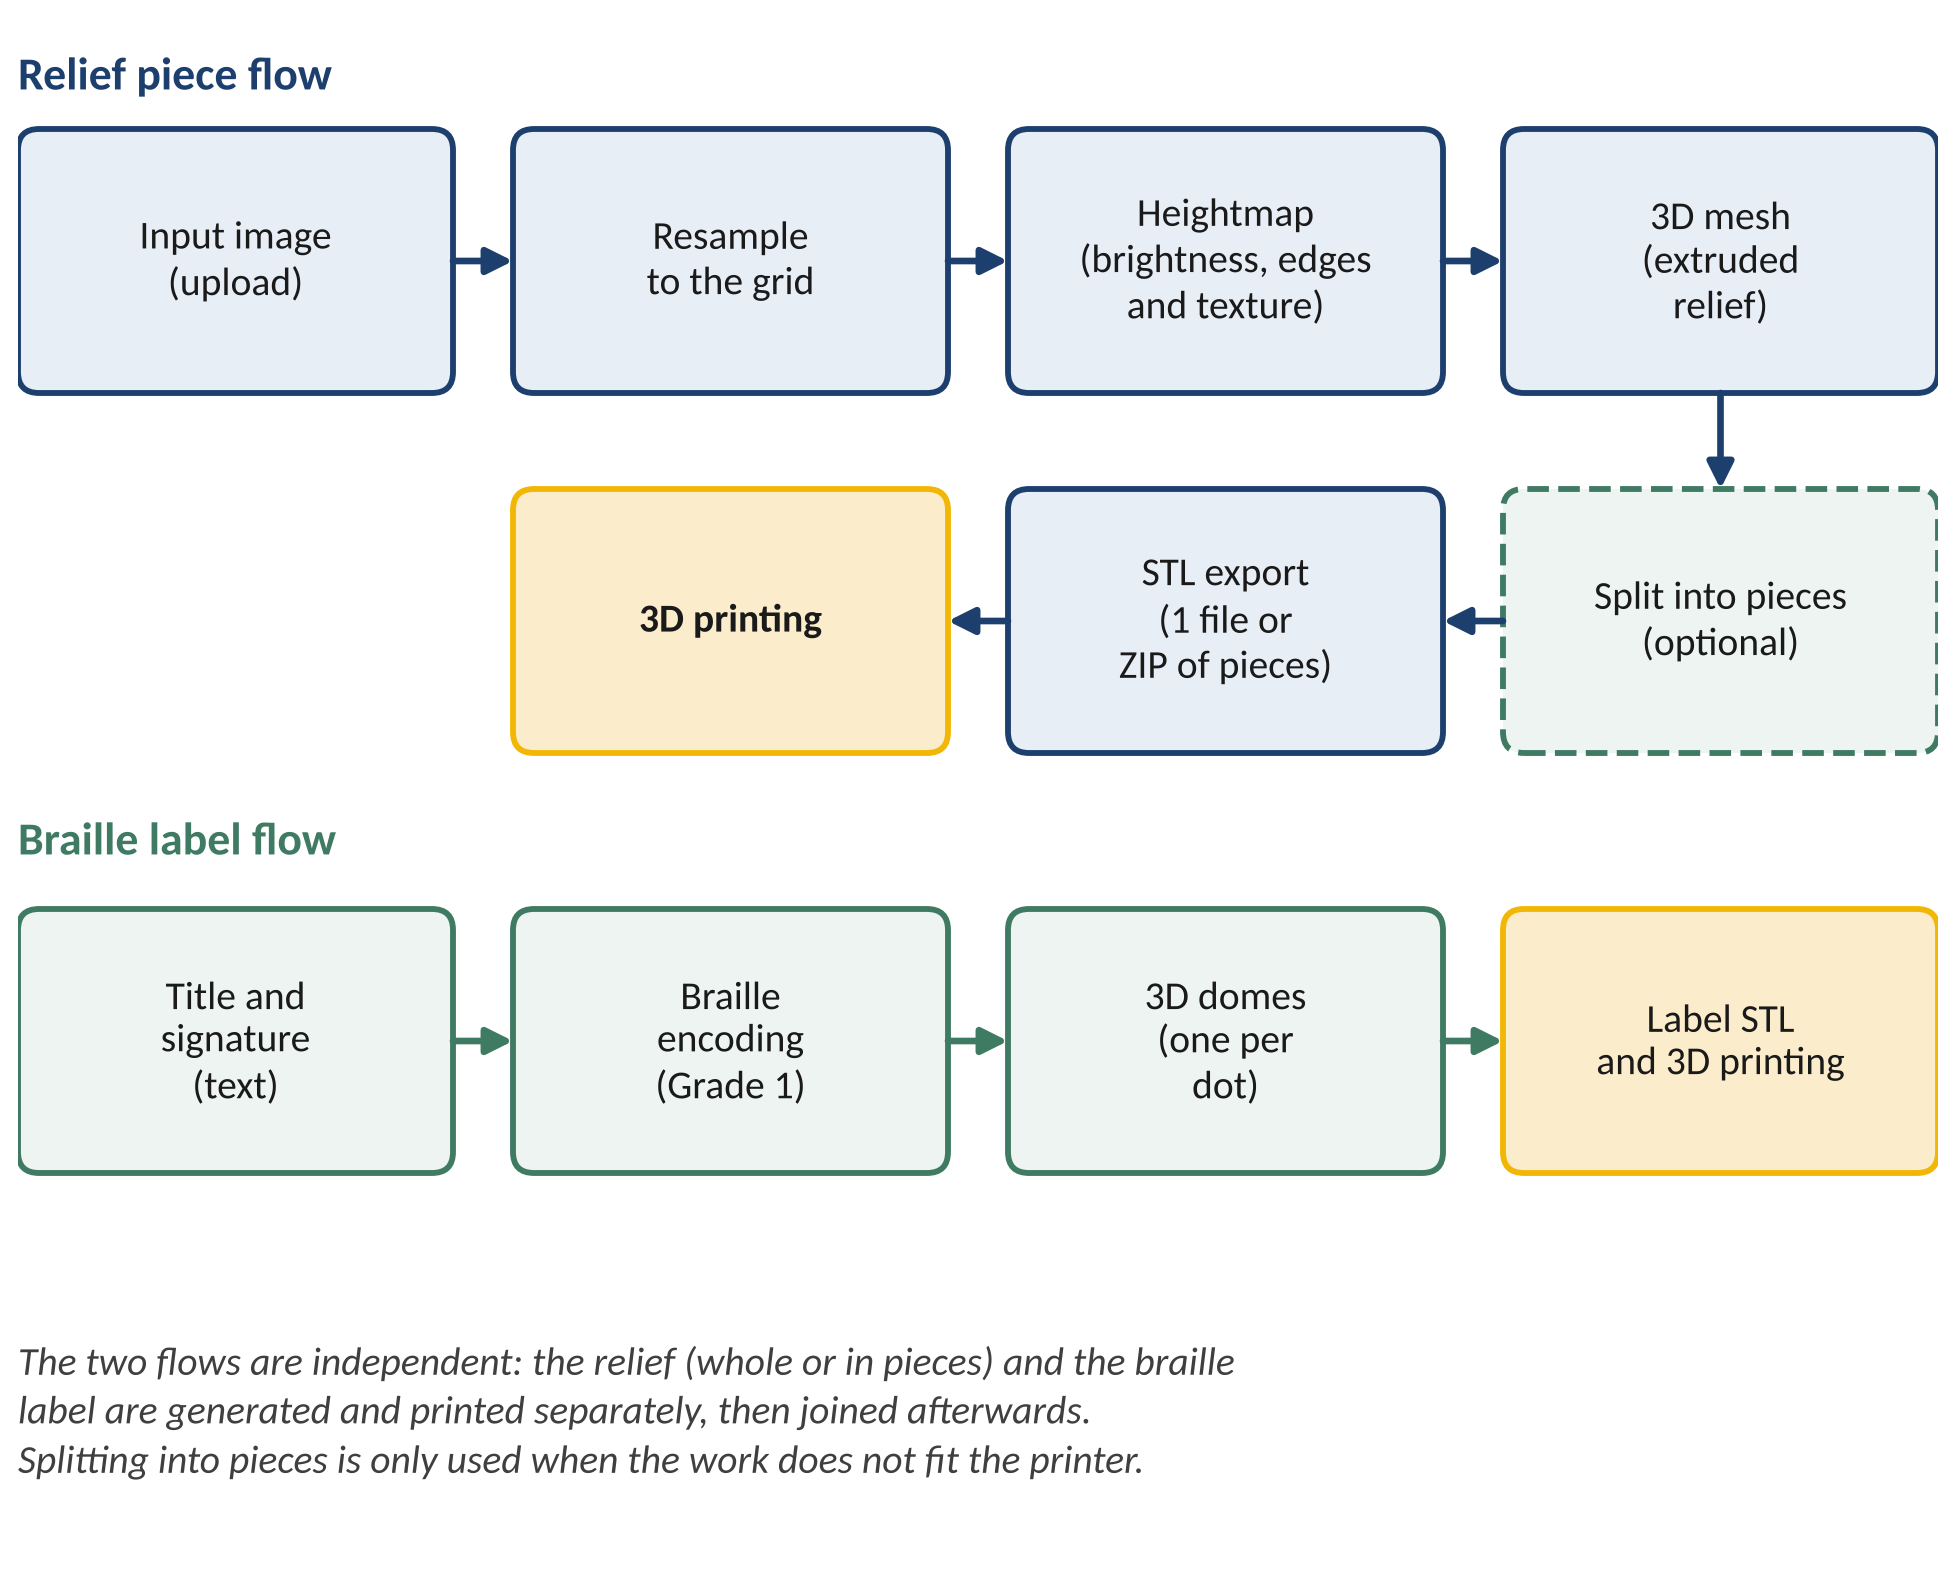 Relief piece flow
Input image
(upload)
Resample
to the grid
Heightmap
(brightness, edges
and texture)
3D mesh
(extruded
relief)
Split into pieces
(optional)
STL export
(1 file or
ZIP of pieces)
3D printing
Braille label flow
Title and
signature
(text)
Braille
encoding
(Grade 1)
3D domes
(one per
dot)
Label STL
and 3D printing
The two flows are independent: the relief (whole or in pieces) and the braille
label are generated and printed separately, then joined afterwards.
Splitting into pieces is only used when the work does not fit the printer.